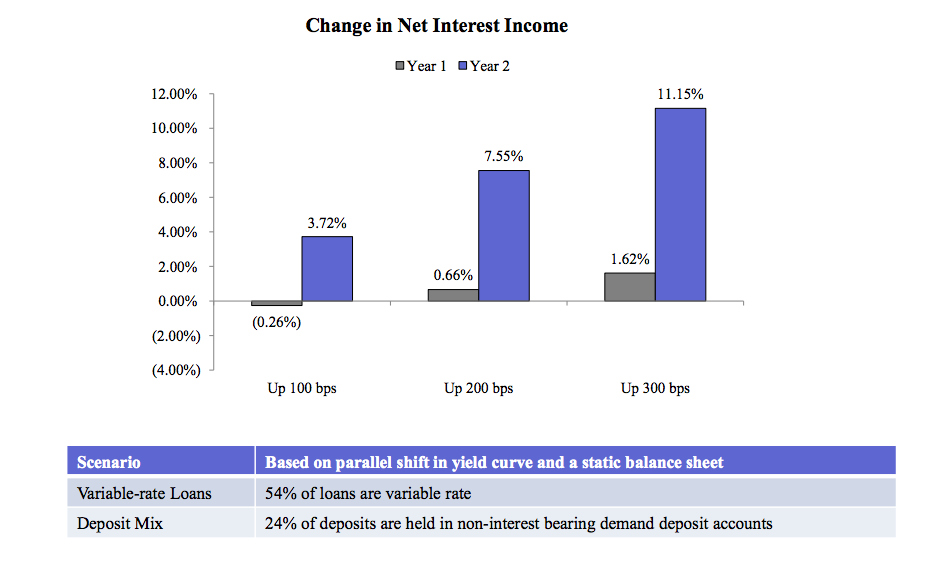 Change in Net Interest Income
Year 1 Year 2
12.00%
10.00%
8.00%
6.00%
4.00%
2.00%
0.00%
(2.00%)
(4.00%)
(0.26%)
3.72%
0.66%
7.55%
1.62%
11.15%
Up 100 bps Up 200 bps Up 300 bps
Scenario Based on parallel shift in yield curve and a static balance sheet
Variable-rate Loans 54% of loans are variable rate
Deposit Mix 24% of deposits are held in non-interest bearing demand deposit accounts